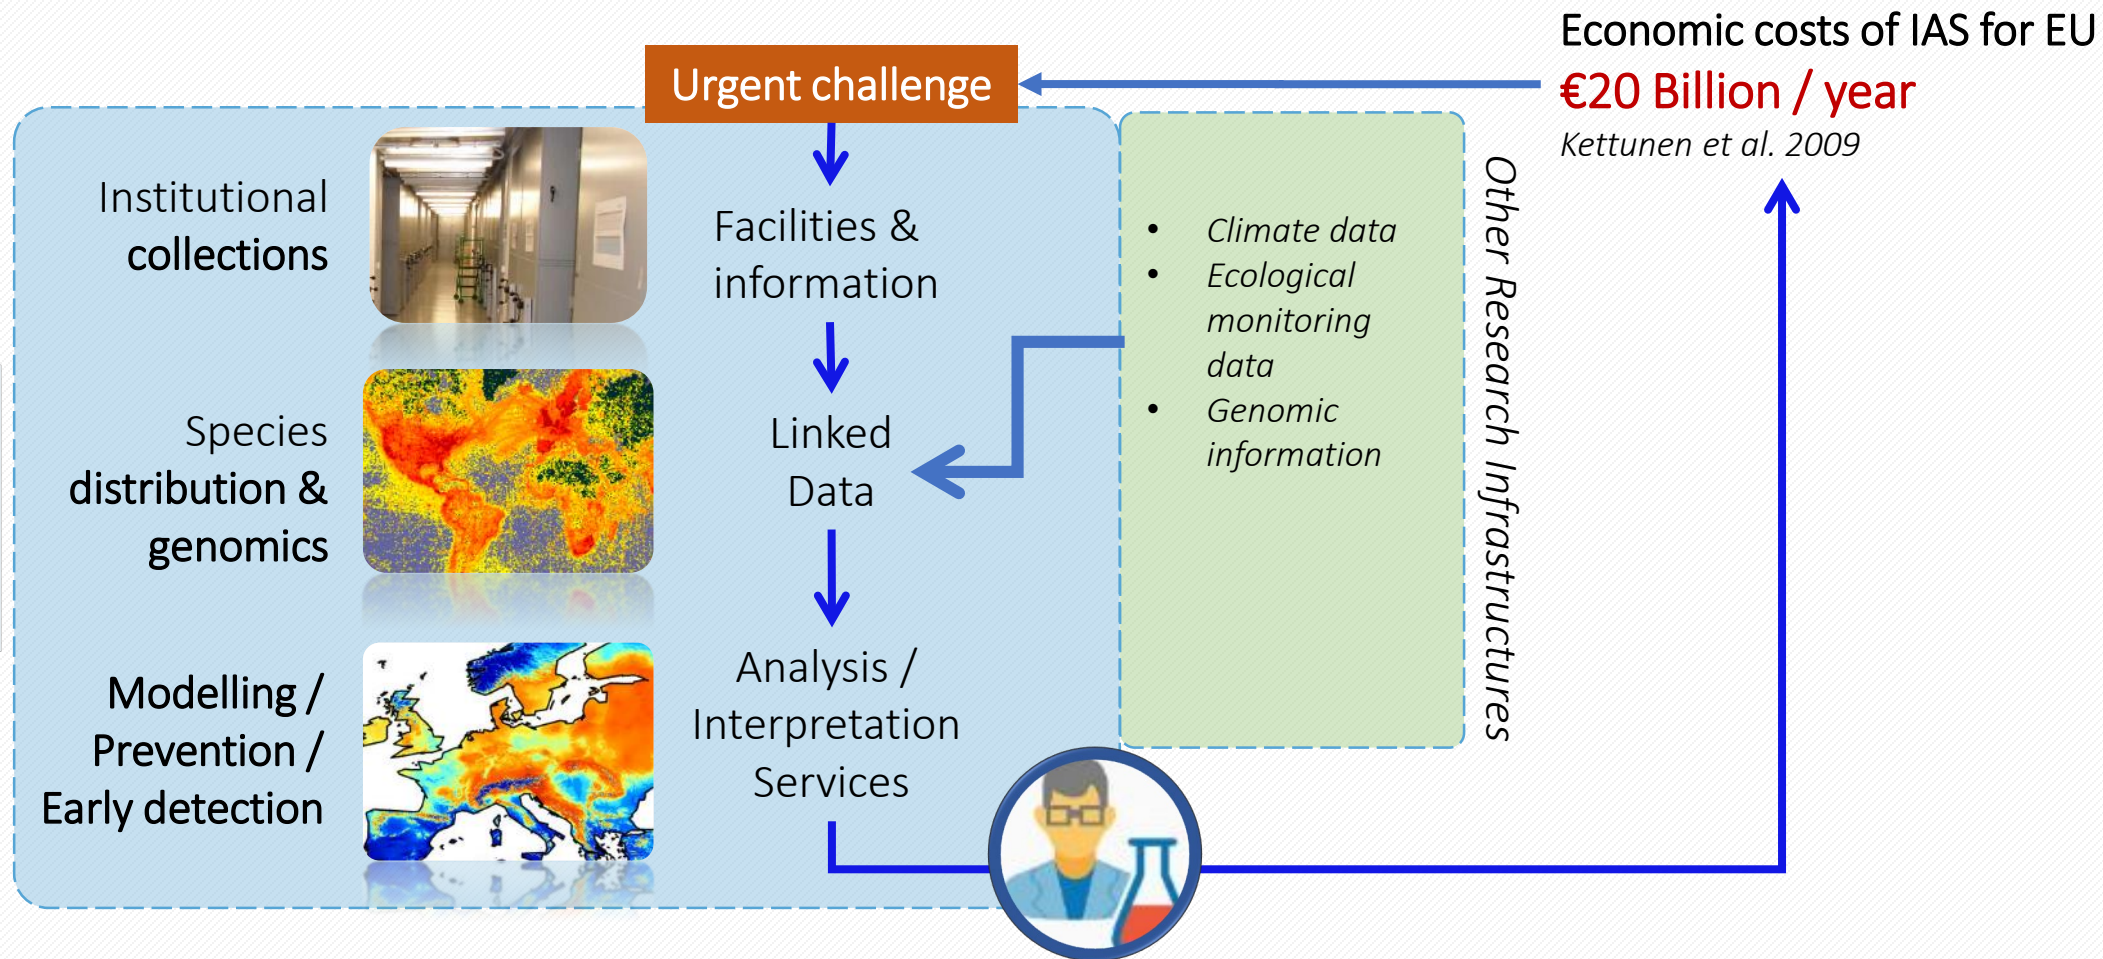 Economic costs of IAS for EU
€20 Billion / year
Kettunen et al. 2009
Urgent challenge
Institutional
collections
Facilities &
information
Species
distribution &
genomics
Linked
Data
Modelling /
Prevention /
Early detection
Analysis /
Interpretation
Services
• Climate data
• Ecological
monitoring
data
• Genomic
information
Other Research Infrastructures